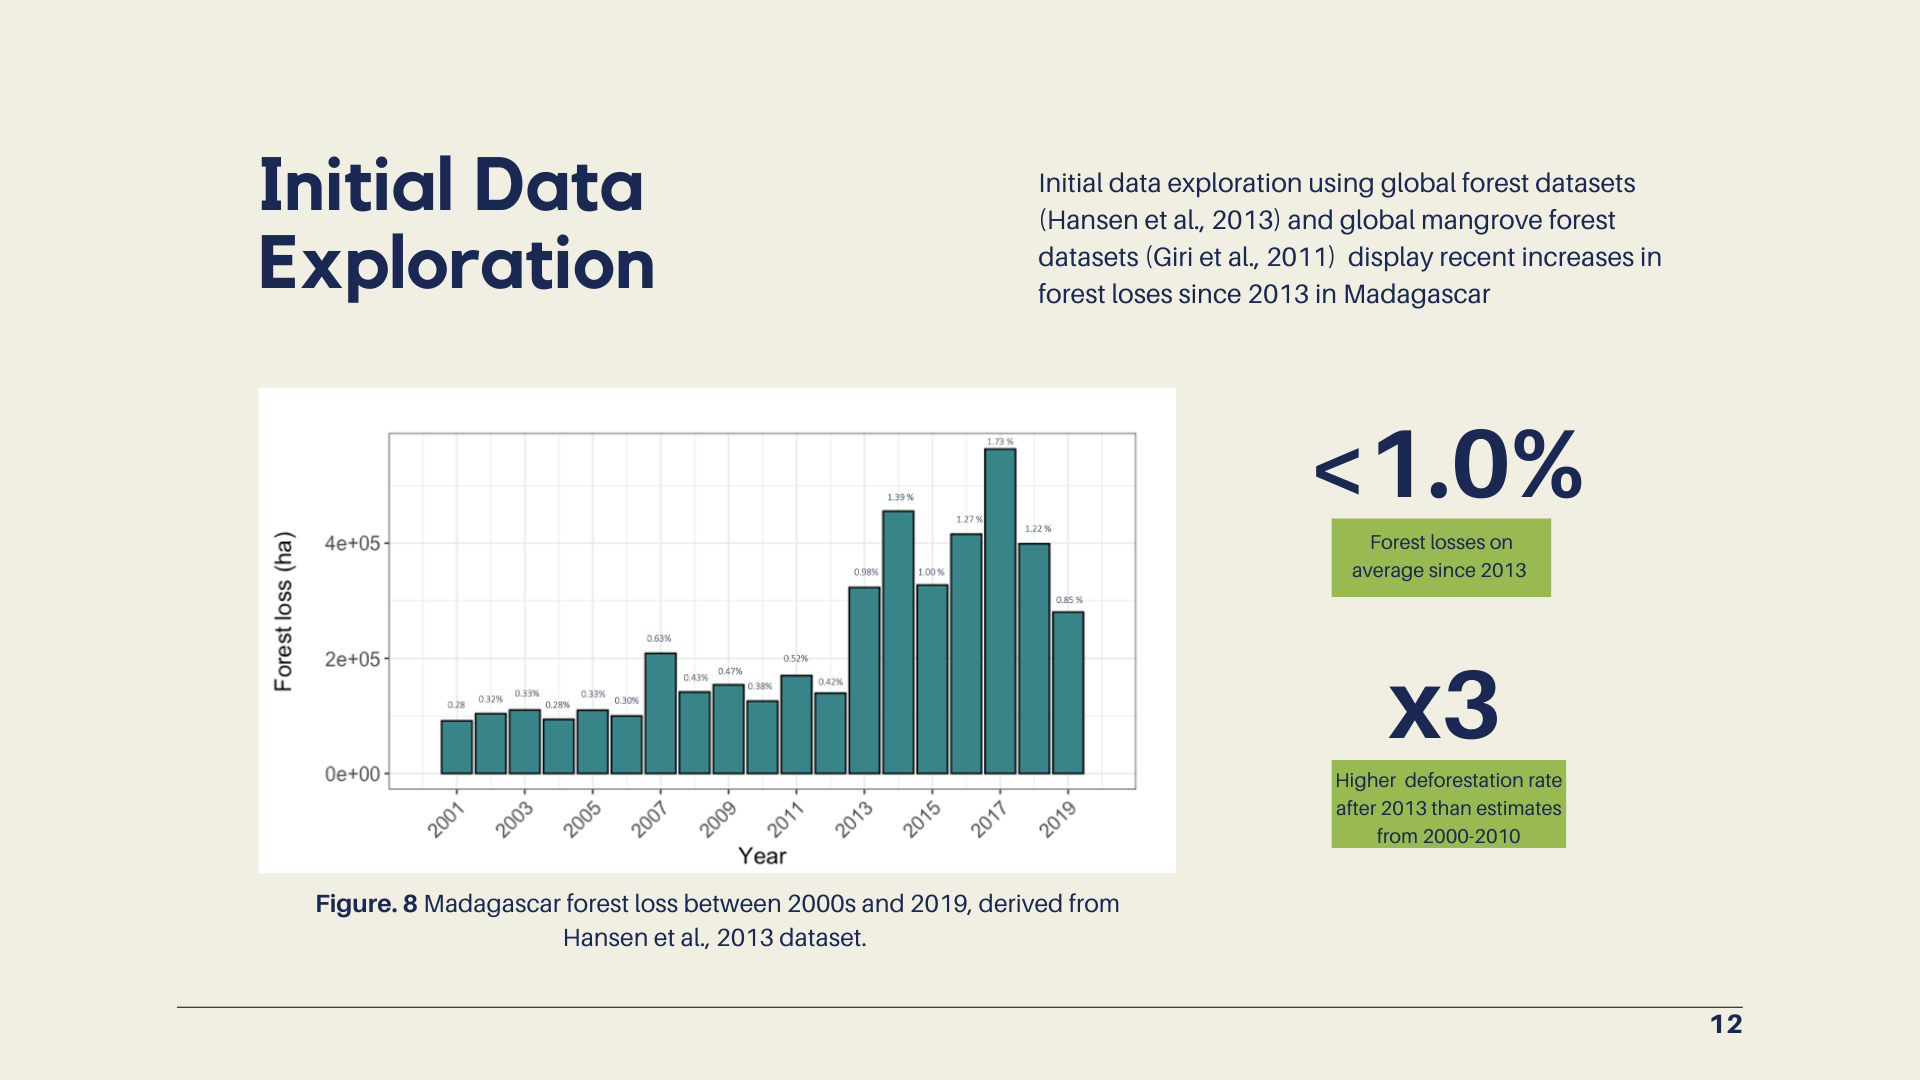 Initial Data
Exploration
Initial data exploration using global forest datasets
(Hansen et al., 2013) and global mangrove forest
datasets (Giri et al., 2011)  display recent increases in
forest loses since 2013 in Madagascar
Forest loss (ha)
4e+05
2e+05
0e+00
0.28
0.32%
0.33%
0.28%
0.33%
0.30%
0.63%
0.43%
0.47%
0.38%
0.52%
0.42%
0.98%
1.39 %
1.00 %
1.27 %
1.73 %
1.22 %
0.85 %
2001
2003
2005
2007
2009
2011
2013
2015
2017
2019
Year
Figure. 8 Madagascar forest loss between 2000s and 2019, derived from
Hansen et al., 2013 dataset.
<1.0%
Forest losses on
average since 2013
x3
Higher  deforestation rate
after 2013 than estimates
from 2000-2010
12